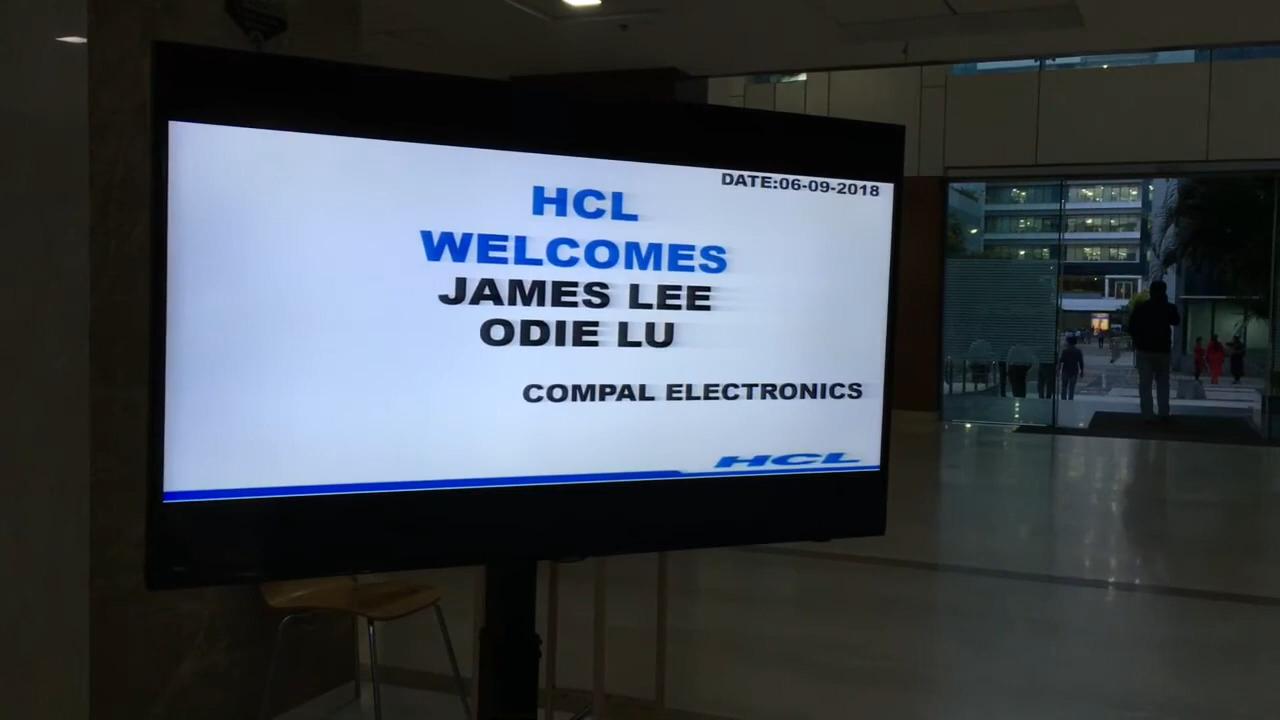 DATE:06-09-2018
HCL
WELCOMES
JAMES LEE
ODIE LU
COMPAL ELECTRONICS
HCL